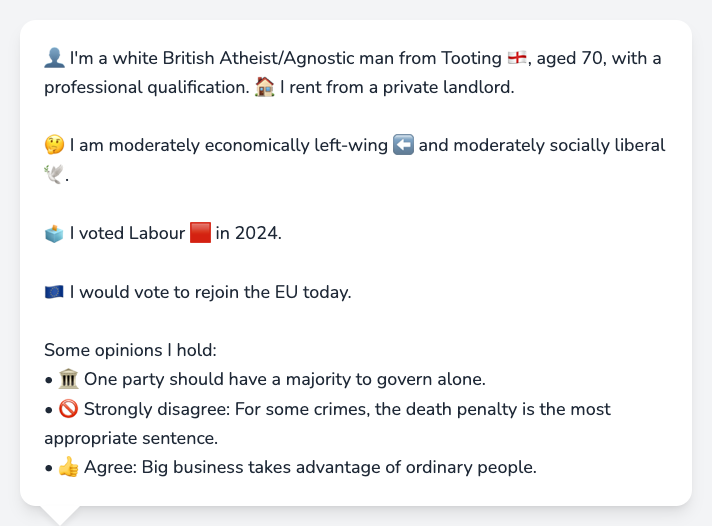 👤 I'm a white British Atheist/Agnostic man from Tooting 🏴󠁧󠁢󠁥󠁮󠁧󠁿, aged 70, with a
professional qualification. 🏠 I rent from a private landlord.
🤔 I am moderately economically left-wing ⬅️ and moderately socially liberal
🕊️.
🗳️ I voted Labour 🟥 in 2024.
🇪🇺 I would vote to rejoin the EU today.
Some opinions I hold:
• 🏛️ One party should have a majority to govern alone.
• 🚫 Strongly disagree: For some crimes, the death penalty is the most
appropriate sentence.
• 👍 Agree: Big business takes advantage of ordinary people.